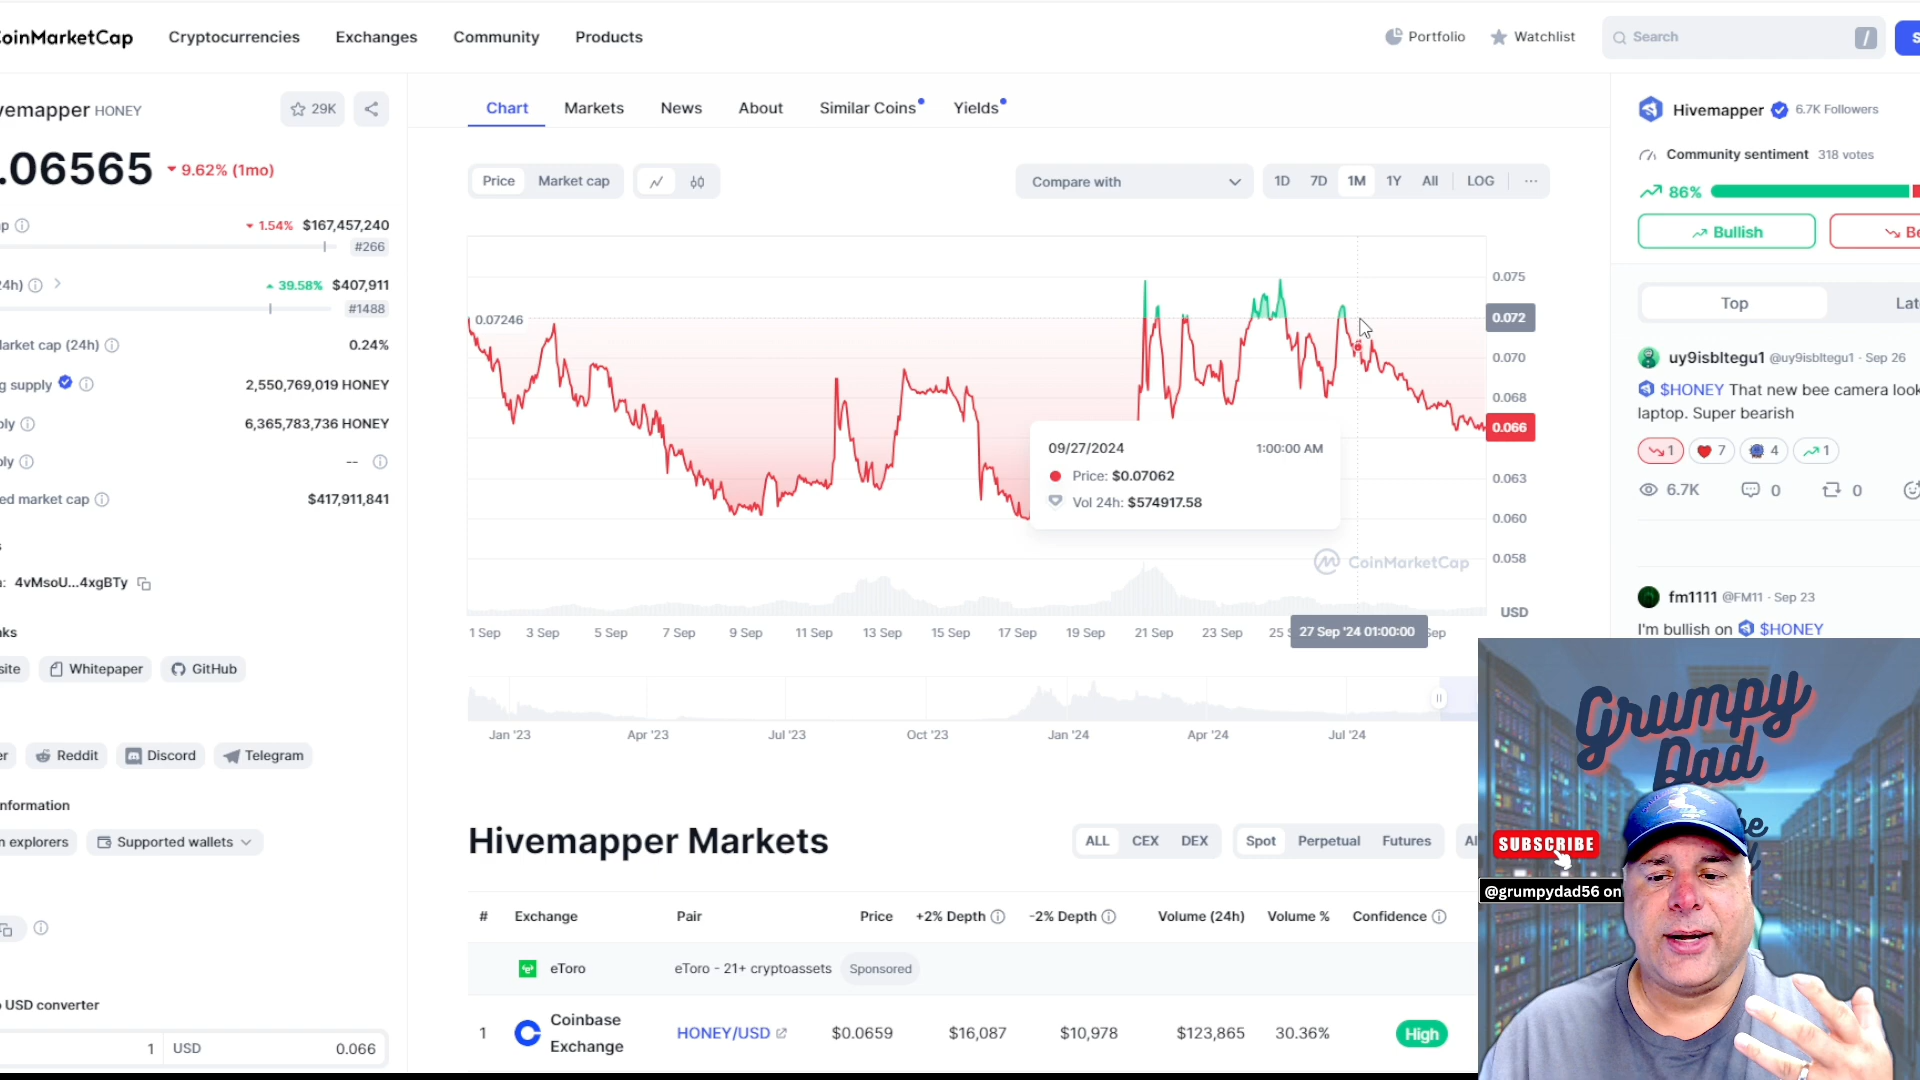 CoinMarketCap Cryptocurrencies Exchanges Community Products Portfolio Watchlist Search /
vemapper HONEY 29K
.06565 9.62% (1mo)
p 1.54% $167,457,240
#266
24h) 39.58% $407,911
#1488
arket cap (24h) 0.24%
g supply 2,550,769,019 HONEY
ply 6,365,783,736 HONEY
ply --
ed market cap $417,911,841
s
: 4vMsoU...4xgBTy
ks
site Whitepaper GitHub
er Reddit Discord Telegram
nformation
n explorers Supported wallets
USD converter
1 USD 0.066
Chart Markets News About Similar Coins Yields
Price Market cap Compare with 1D 7D 1M 1Y All LOG ...
0.07246
0.075
0.072
0.070
0.068
0.066
0.063
0.060
0.058
USD
09/27/2024 1:00:00 AM
Price: $0.07062
Vol 24h: $574917.58
CoinMarketCap
1 Sep 3 Sep 5 Sep 7 Sep 9 Sep 11 Sep 13 Sep 15 Sep 17 Sep 19 Sep 21 Sep 23 Sep 25 27 Sep '24 01:00:00 Sep
Jan '23 Apr '23 Jul '23 Oct '23 Jan '24 Apr '24 Jul '24
Hivemapper Markets
ALL CEX DEX Spot Perpetual Futures Al
# Exchange Pair Price +2% Depth -2% Depth Volume (24h) Volume % Confidence
eToro eToro - 21+ cryptoassets Sponsored
1 Coinbase Exchange HONEY/USD $0.0659 $16,087 $10,978 $123,865 30.36% High
Hivemapper 6.7K Followers
Community sentiment 318 votes
86%
Bullish Be
Top Lat
uy9isbltegu1 @uy9isbltegu1 · Sep 26
$HONEY That new bee camera look
laptop. Super bearish
1 7 4 1
6.7K 0 0
fm1111 @FM11 · Sep 23
I'm bullish on $HONEY
Grumpy
Dad
SUBSCRIBE
@grumpydad56 on